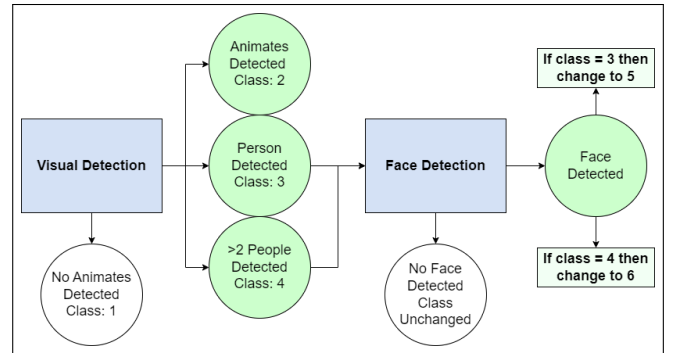 Visual Detection
No Animates
Detected
Class: 1
Animates
Detected
Class: 2
Person
Detected
Class: 3
>2 People
Detected
Class: 4
Face Detection
No Face
Detected
Class
Unchanged
Face
Detected
If class = 3 then
change to 5
If class = 4 then
change to 6